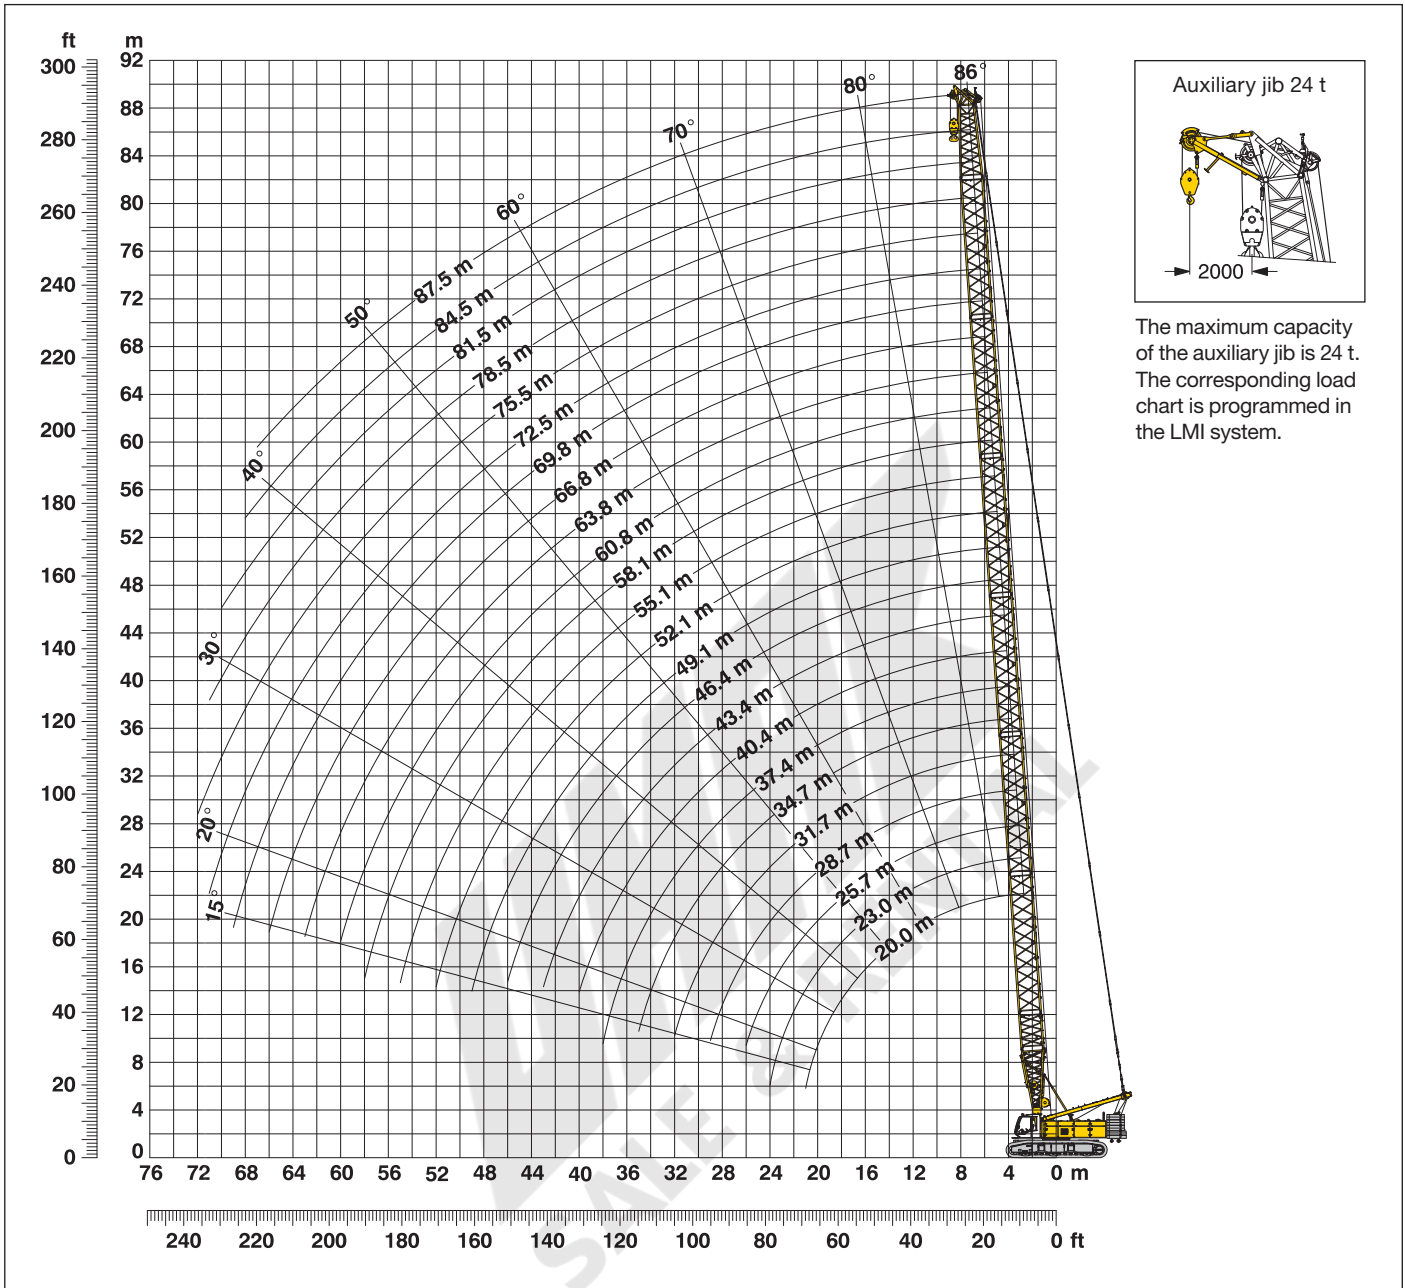 ft
m
300
280
260
240
220
200
180
160
140
120
100
80
60
40
20
0
92
88
84
80
76
72
68
64
60
56
52
48
44
40
36
32
28
24
20
16
12
8
4
0
86°
80°
70°
60°
50°
40°
30°
20°
15°
87.5 m
84.5 m
81.5 m
78.5 m
75.5 m
72.5 m
69.8 m
66.8 m
63.8 m
60.8 m
58.1 m
55.1 m
52.1 m
49.1 m
46.4 m
43.4 m
40.4 m
37.4 m
34.7 m
31.7 m
28.7 m
25.7 m
23.0 m
20.0 m
76 72 68 64 60 56 52 48 44 40 36 32 28 24 20 16 12 8 4 0 m
240 220 200 180 160 140 120 100 80 60 40 20 0 ft
Auxiliary jib 24 t
2000
The maximum capacity
of the auxiliary jib is 24 t.
The corresponding load
chart is programmed in
the LMI system.
SALE & RENTAL